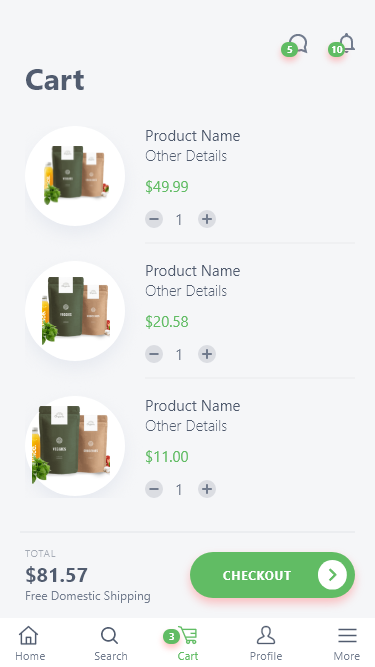 5
10
Cart
Product Name
Other Details
$49.99
1
Product Name
Other Details
$20.58
1
Product Name
Other Details
$11.00
1
TOTAL
$81.57
Free Domestic Shipping
CHECKOUT
3
Home
Search
Cart
Profile
More